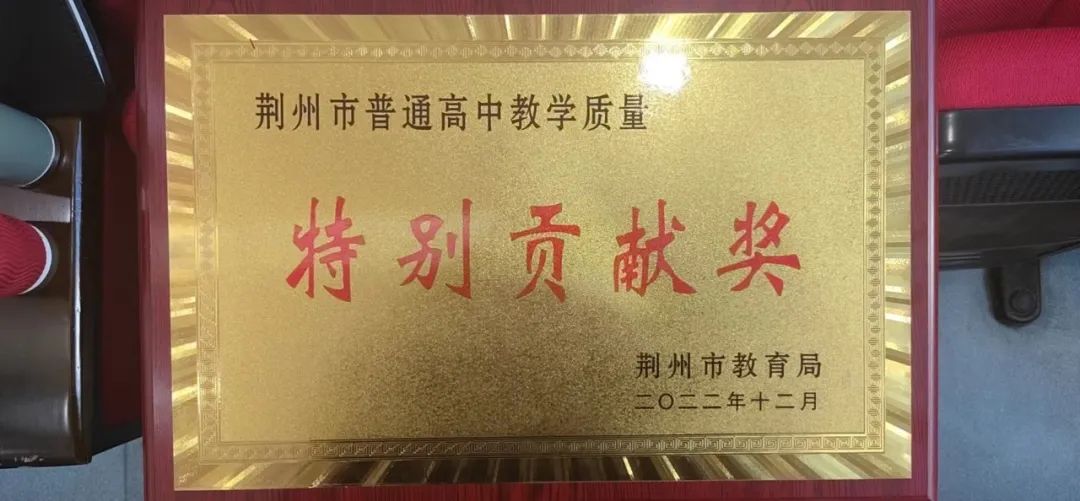 荆州市普通高中教学质量
特别贡献奖
荆州市教育局
二〇二二年十二月